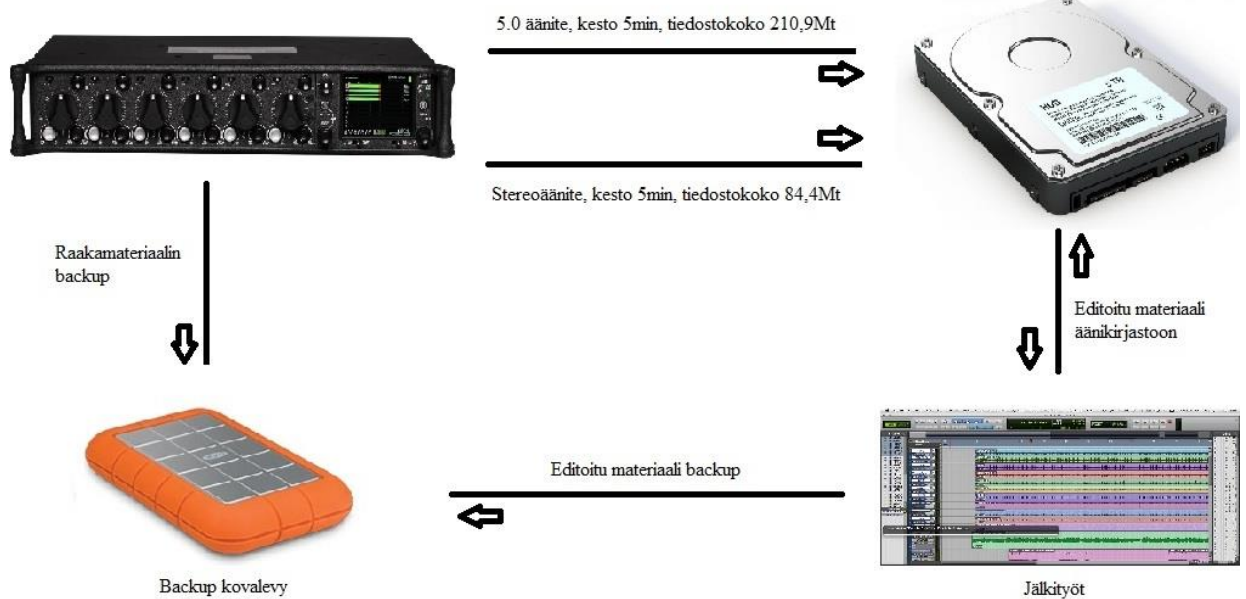 5.0 äänite, kesto 5min, tiedostokoko 210,9Mt
Stereoäänite, kesto 5min, tiedostokoko 84,4Mt
Raakamateriaalin
backup
Editoitu materiaali
äänikirjastoon
Editoitu materiaali backup
Backup kovalevy
Jälkityöt